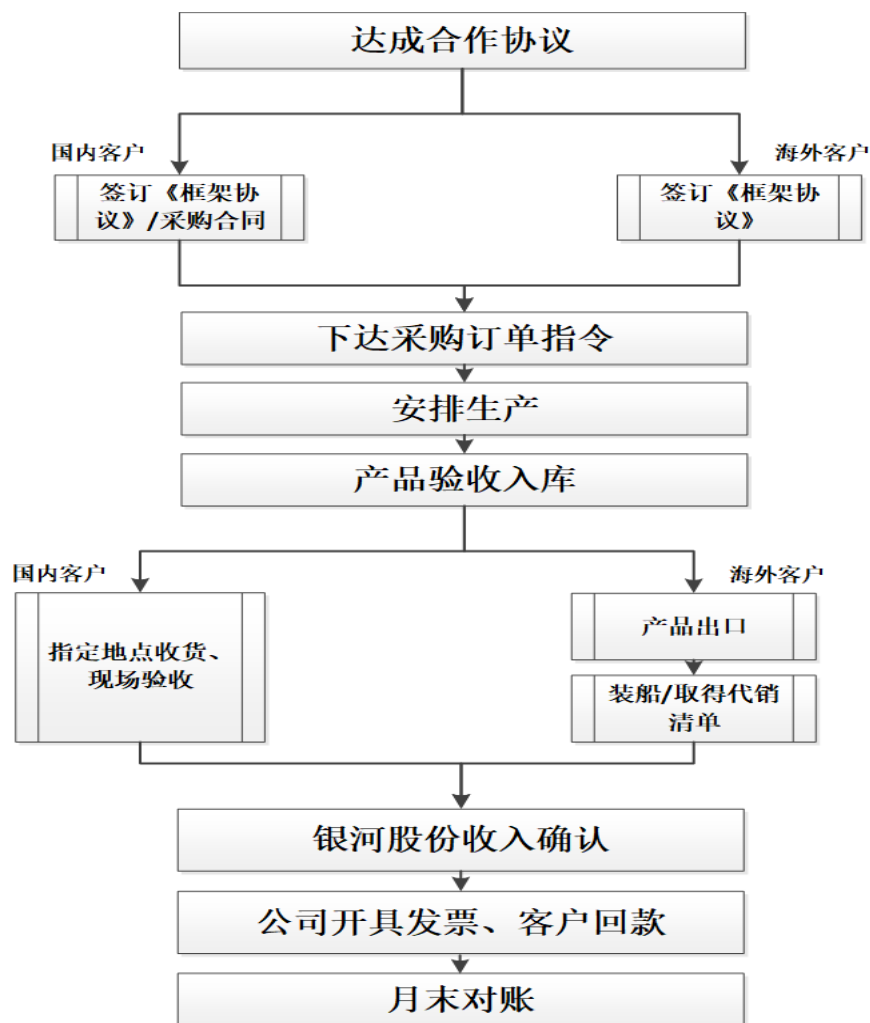 达成合作协议
国内客户
海外客户
签订《框架协
议》/采购合同
签订《框架协
议》
下达采购订单指令
安排生产
产品验收入库
国内客户
海外客户
指定地点收货、
现场验收
产品出口
装船/取得代销
清单
银河股份收入确认
公司开具发票、客户回款
月末对账